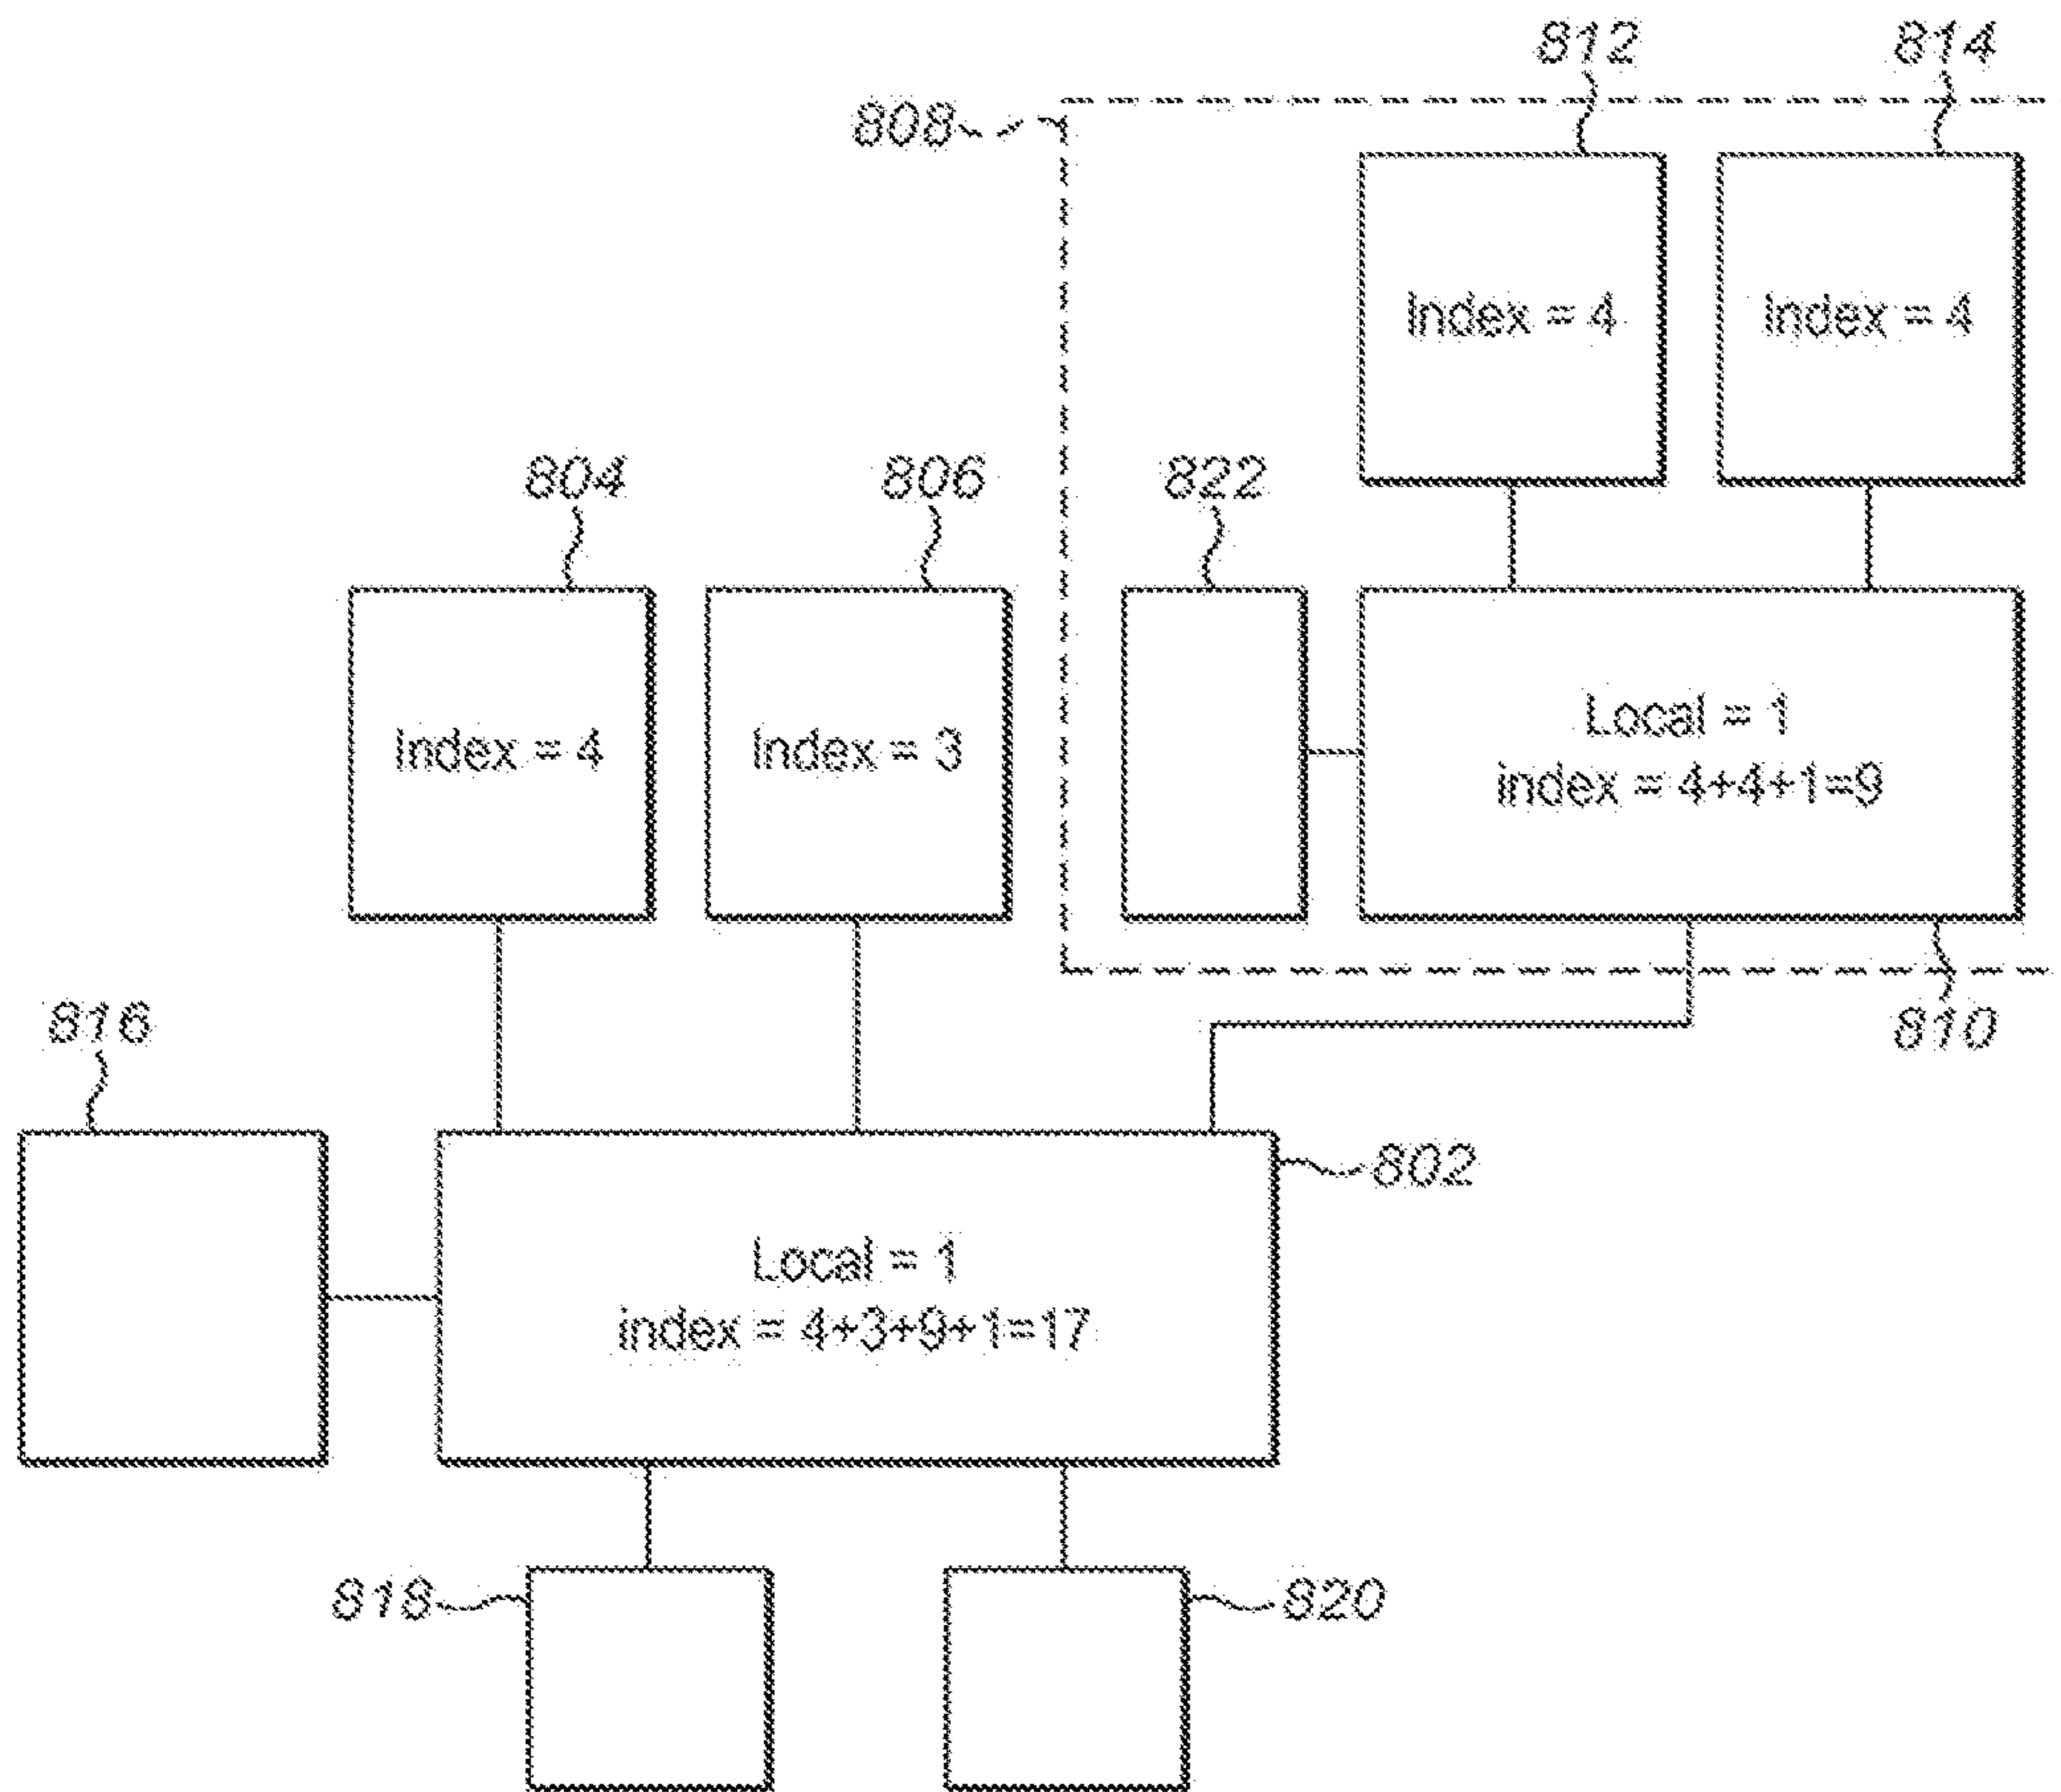 812
814
808
Index = 4
Index = 4
804
806
822
Index = 4
Index = 3
Local = 1
index = 4+4+1=9
816
810
802
Local = 1
index = 4+3+9+1=17
818
820